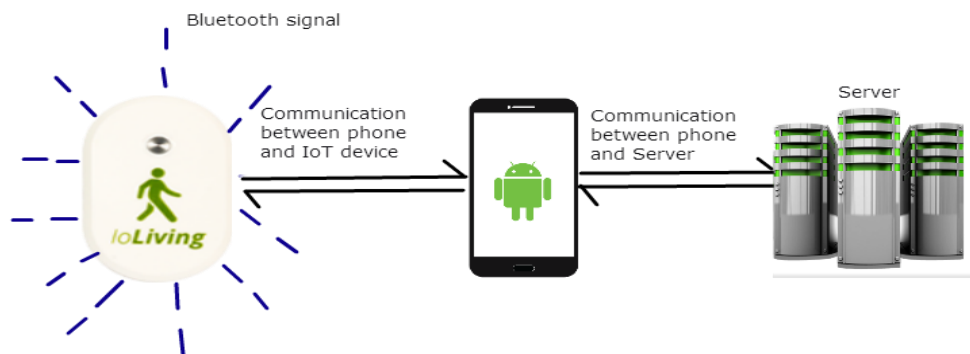 Bluetooth signal
Communication
between phone
and IoT device
Communication
between phone
and Server
Server
IoLiving